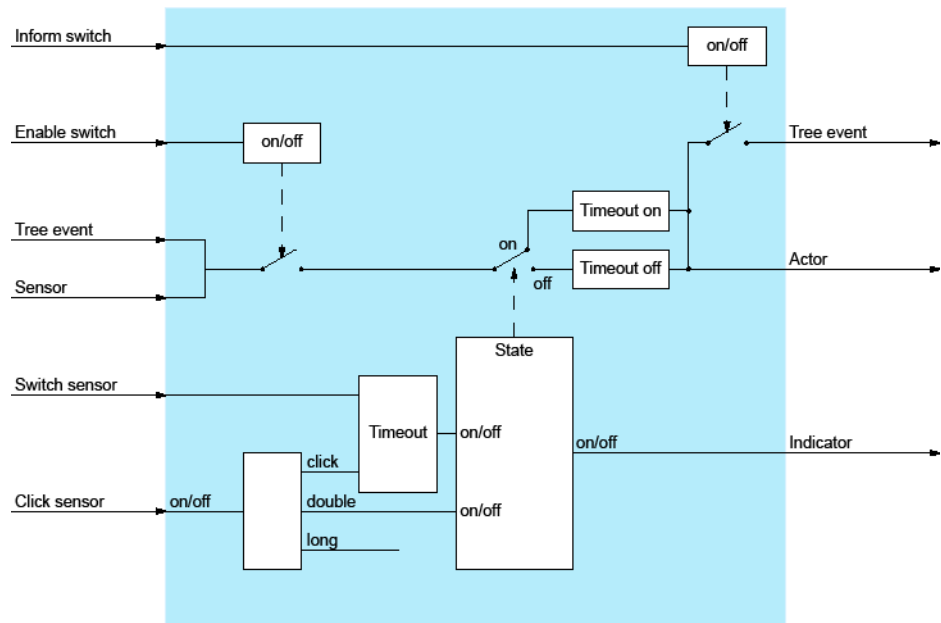 Inform switch
on/off
Enable switch
on/off
Tree event
Tree event
on
Timeout on
Sensor
off
Timeout off
Actor
State
Switch sensor
Timeout
on/off
on/off
Indicator
click
Click sensor
on/off
double
on/off
long